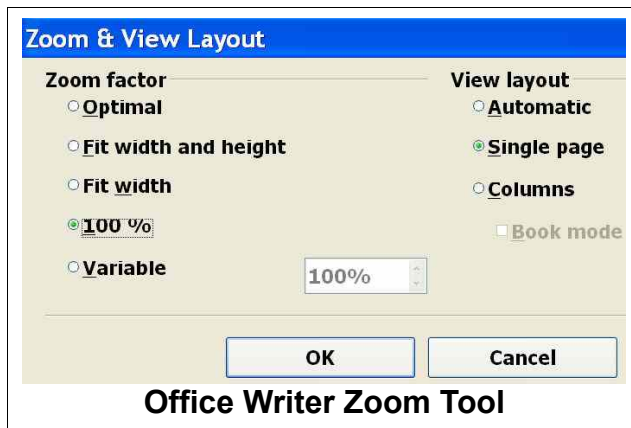 Zoom & View Layout
Zoom factor
Optimal
Fit width and height
Fit width
100 %
Variable
100%
View layout
Automatic
Single page
Columns
Book mode
OK
Cancel
Office Writer Zoom Tool